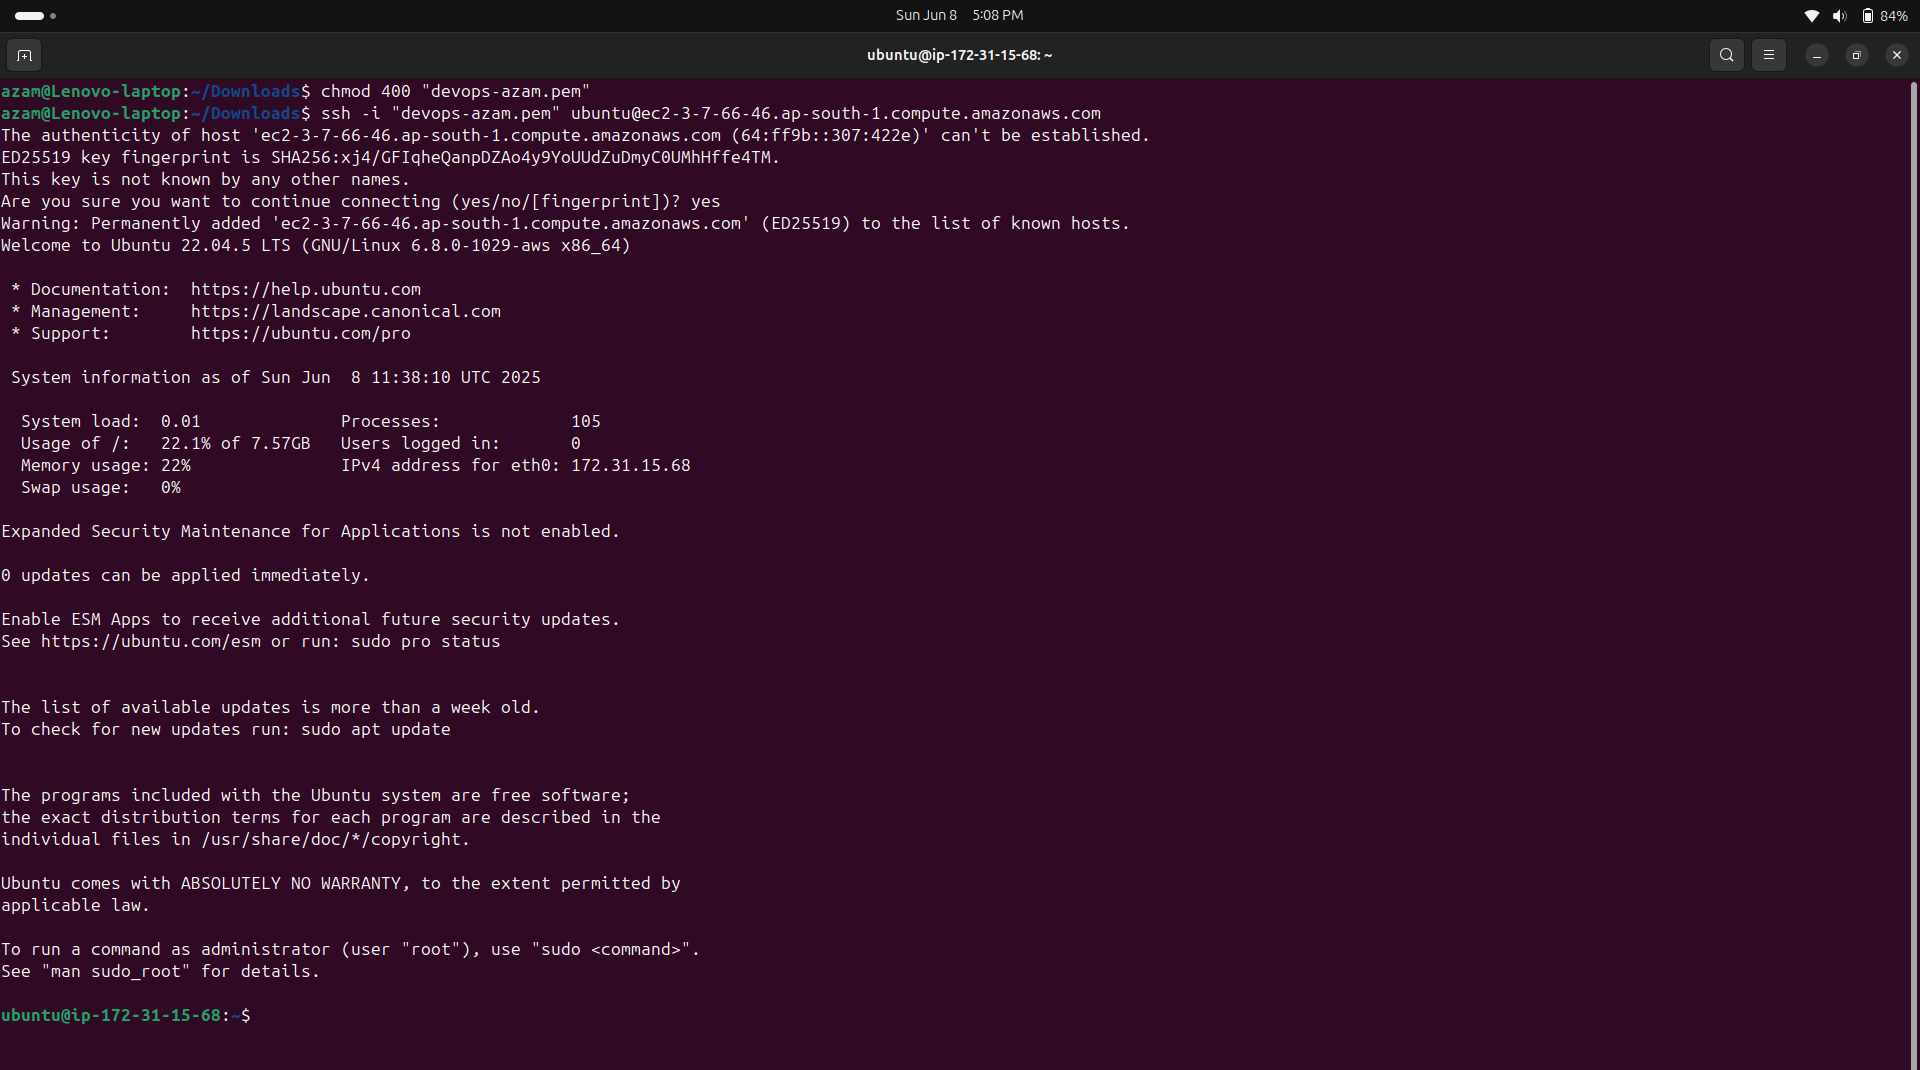 Sun Jun 8 5:08 PM
84%
ubuntu@ip-172-31-15-68: ~
azam@Lenovo-laptop:~/Downloads$ chmod 400 "devops-azam.pem"
azam@Lenovo-laptop:~/Downloads$ ssh -i "devops-azam.pem" ubuntu@ec2-3-7-66-46.ap-south-1.compute.amazonaws.com
The authenticity of host 'ec2-3-7-66-46.ap-south-1.compute.amazonaws.com (64:ff9b::307:422e)' can't be established.
ED25519 key fingerprint is SHA256:xj4/GFIqheQanpDZAo4y9YoUUdZuDmyC0UMhHffe4TM.
This key is not known by any other names.
Are you sure you want to continue connecting (yes/no/[fingerprint])? yes
Warning: Permanently added 'ec2-3-7-66-46.ap-south-1.compute.amazonaws.com' (ED25519) to the list of known hosts.
Welcome to Ubuntu 22.04.5 LTS (GNU/Linux 6.8.0-1029-aws x86_64)
* Documentation: https://help.ubuntu.com
* Management: https://landscape.canonical.com
* Support: https://ubuntu.com/pro
System information as of Sun Jun 8 11:38:10 UTC 2025
System load: 0.01 Processes: 105
Usage of /: 22.1% of 7.57GB Users logged in: 0
Memory usage: 22% IPv4 address for eth0: 172.31.15.68
Swap usage: 0%
Expanded Security Maintenance for Applications is not enabled.
0 updates can be applied immediately.
Enable ESM Apps to receive additional future security updates.
See https://ubuntu.com/esm or run: sudo pro status
The list of available updates is more than a week old.
To check for new updates run: sudo apt update
The programs included with the Ubuntu system are free software;
the exact distribution terms for each program are described in the
individual files in /usr/share/doc/*/copyright.
Ubuntu comes with ABSOLUTELY NO WARRANTY, to the extent permitted by
applicable law.
To run a command as administrator (user "root"), use "sudo <command>".
See "man sudo_root" for details.
ubuntu@ip-172-31-15-68:~$